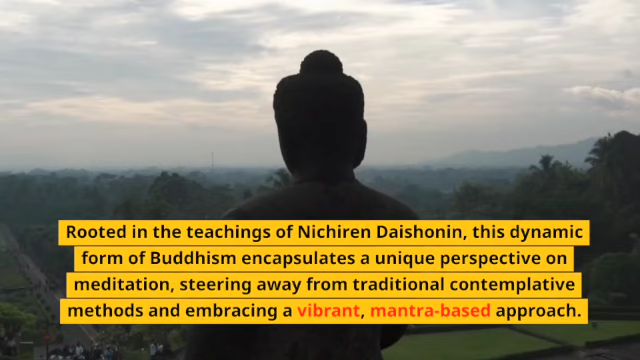 Rooted in the teachings of Nichiren Daishonin, this dynamic
form of Buddhism encapsulates a unique perspective on
meditation, steering away from traditional contemplative
methods and embracing a vibrant, mantra-based approach.